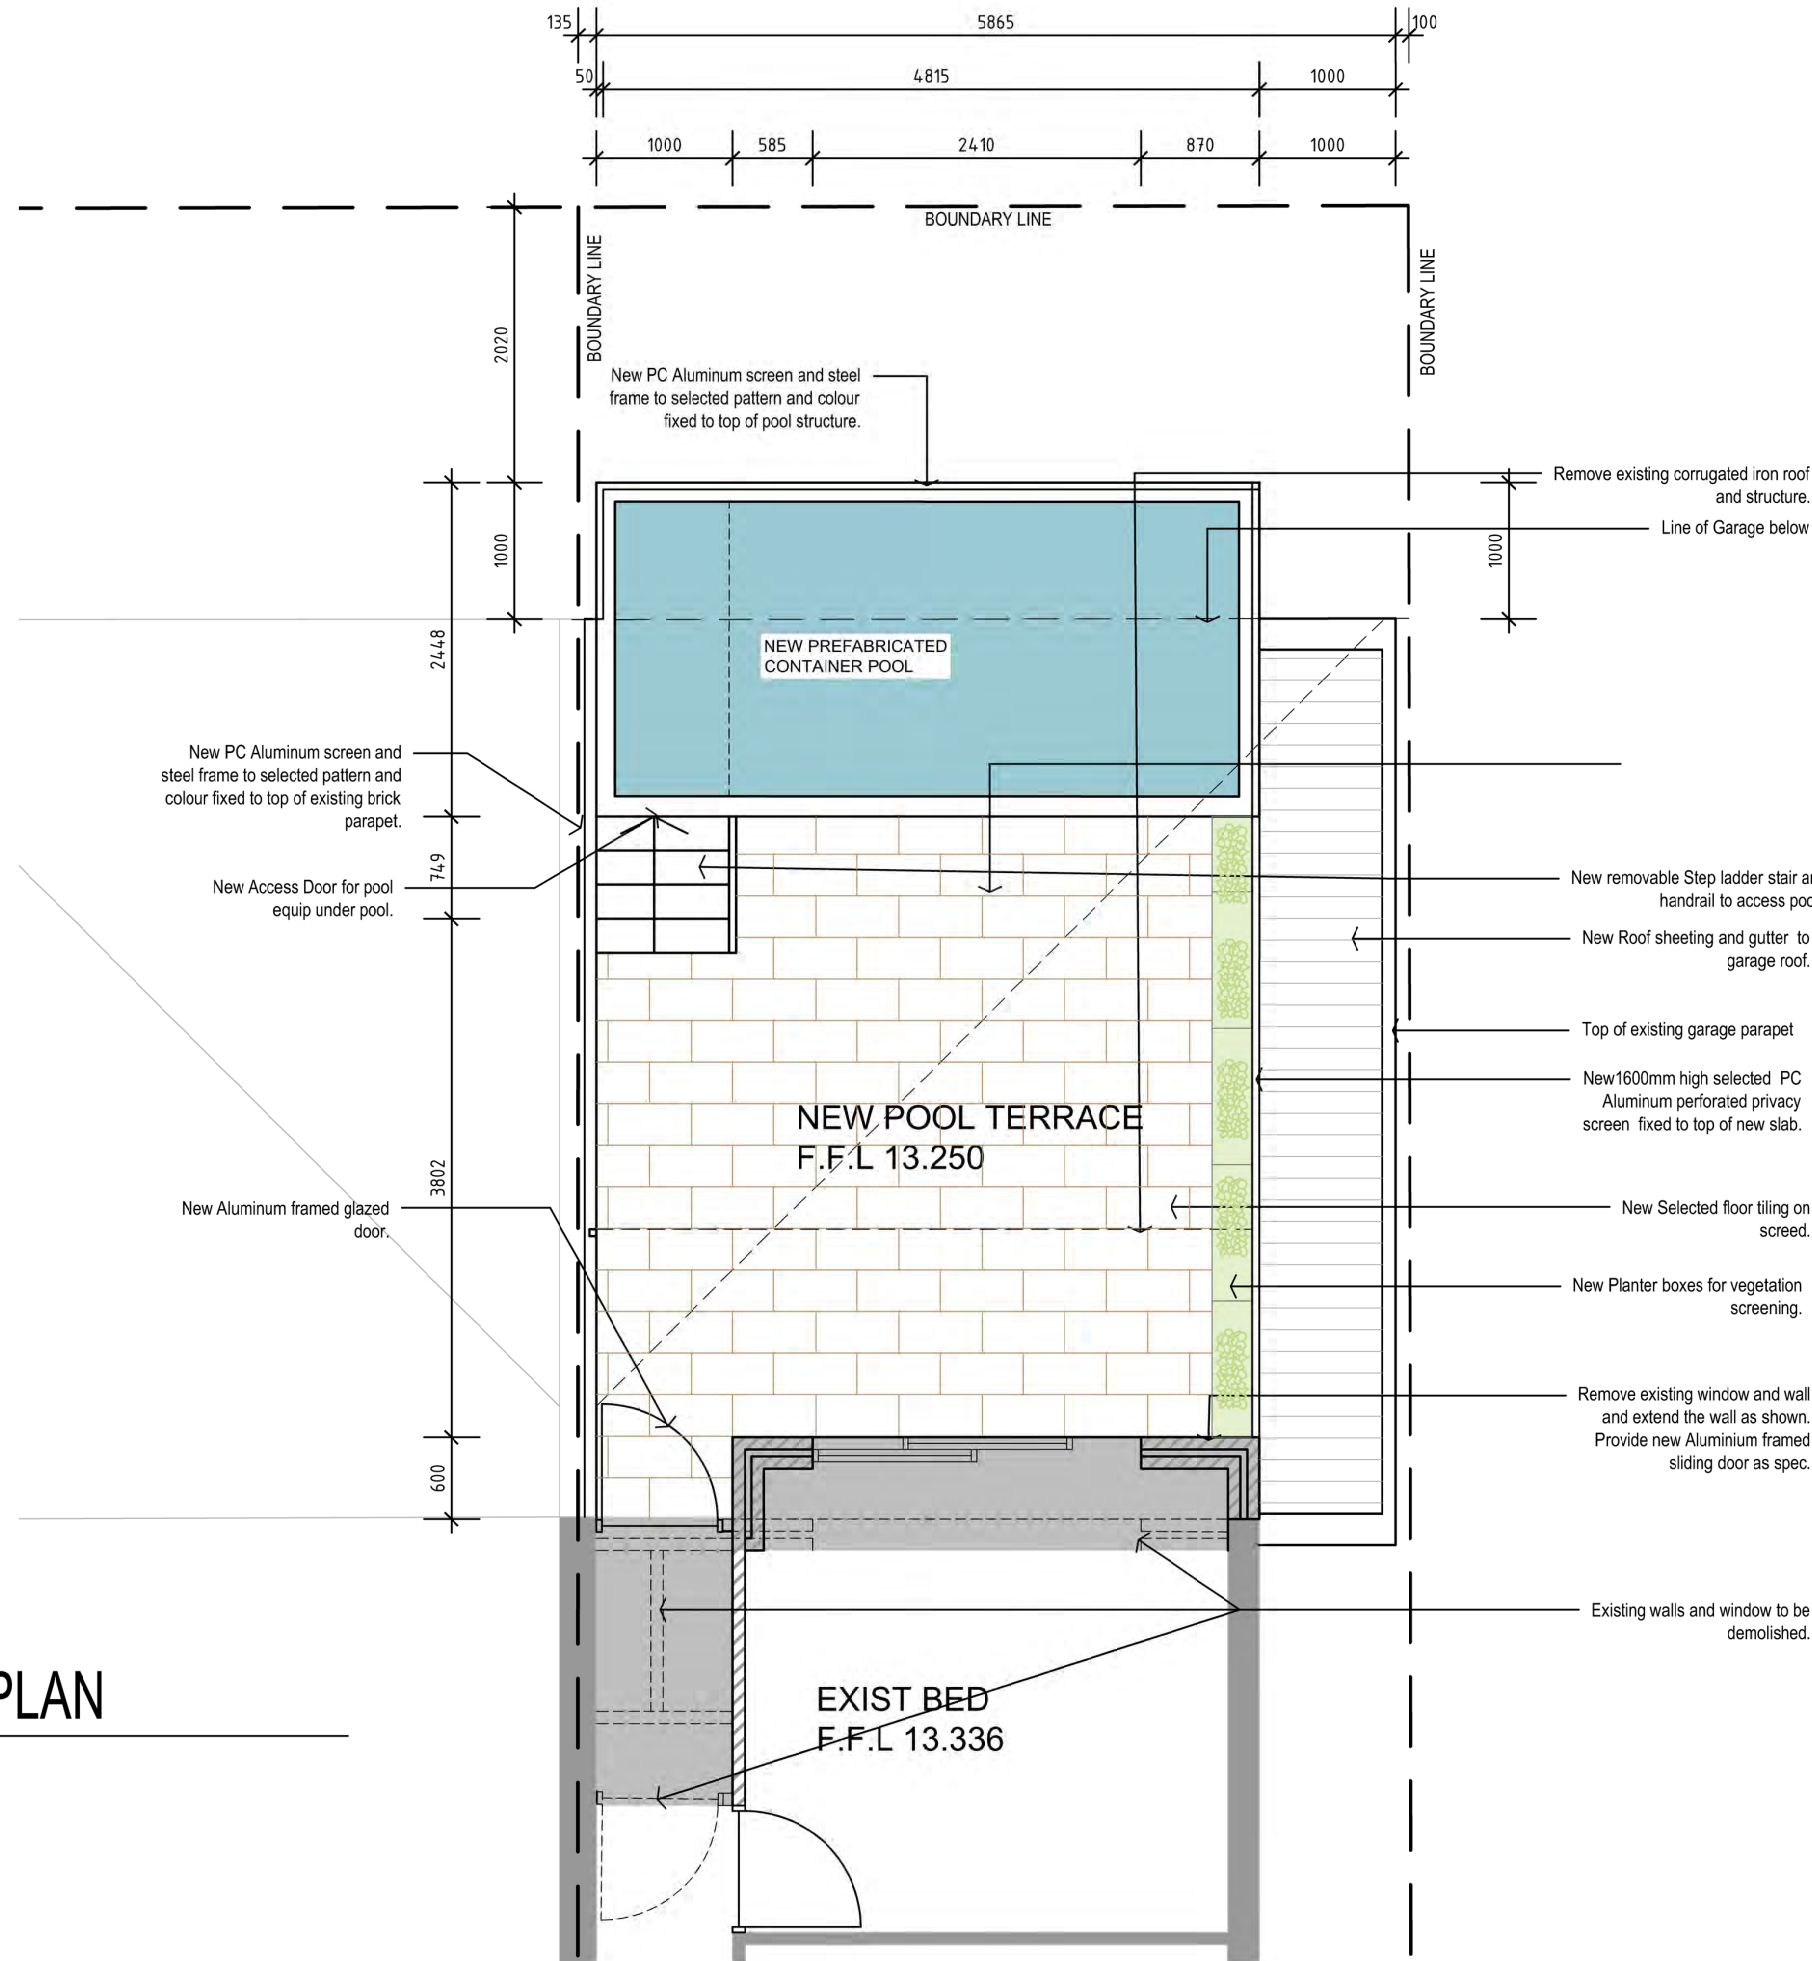 135
5865
100
50
4815
1000
1000
585
2410
870
1000
BOUNDARY LINE
BOUNDARY LINE
BOUNDARY LINE
2020
New PC Aluminum screen and steel
frame to selected pattern and colour
fixed to top of pool structure.
Remove existing corrugated iron roof
and structure.
Line of Garage below
1000
1000
2448
NEW PREFABRICATED
CONTAINER POOL
New PC Aluminum screen and
steel frame to selected pattern and
colour fixed to top of existing brick
parapet.
749
New Access Door for pool
equip under pool.
New removable Step ladder stair
handrail to access
New Roof sheeting and gutter to
garage roof.
Top of existing garage parapet
New1600mm high selected PC
Aluminum perforated privacy
screen fixed to top of new slab.
NEW POOL TERRACE
F.F.L 13.250
3802
New Aluminum framed glazed
door.
New Selected floor tiling on
screed.
New Planter boxes for vegetation
screening.
Remove existing window and wall
and extend the wall as shown.
Provide new Aluminium framed
sliding door as spec.
600
Existing walls and window to be
demolished.
PLAN
EXIST BED
F.F.L 13.336